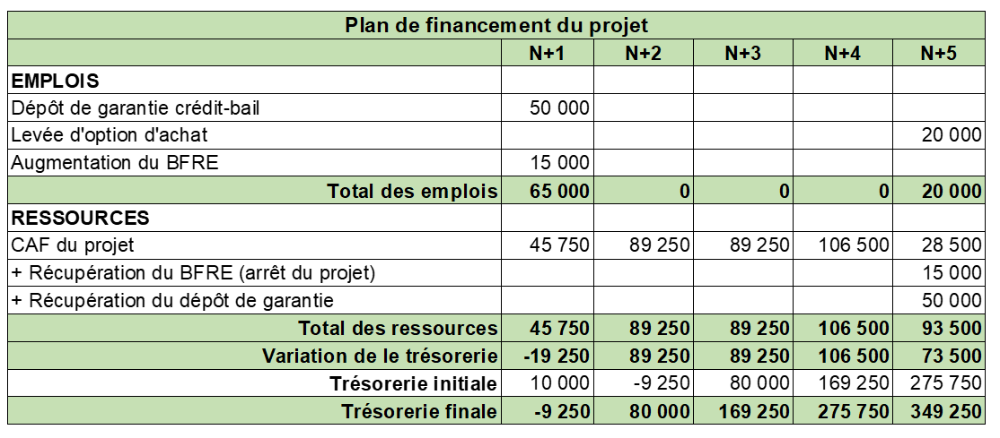 Plan de financement du projet
N+1 N+2 N+3 N+4 N+5
EMPLOIS
Dépôt de garantie crédit-bail 50 000
Levée d'option d'achat 20 000
Augmentation du BFRE 15 000
Total des emplois 65 000 0 0 0 20 000
RESSOURCES
CAF du projet 45 750 89 250 89 250 106 500 28 500
+ Récupération du BFRE (arrêt du projet) 15 000
+ Récupération du dépôt de garantie 50 000
Total des ressources 45 750 89 250 89 250 106 500 93 500
Variation de le trésorerie -19 250 89 250 89 250 106 500 73 500
Trésorerie initiale 10 000 -9 250 80 000 169 250 275 750
Trésorerie finale -9 250 80 000 169 250 275 750 349 250